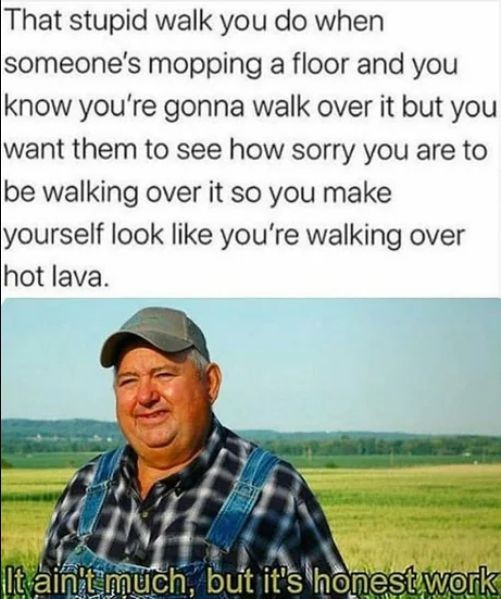 That stupid walk you do when
someone's mopping a floor and you
know you're gonna walk over it but you
want them to see how sorry you are to
be walking over it so you make
yourself look like you're walking over
hot lava.
It ain't much, but it's honest work